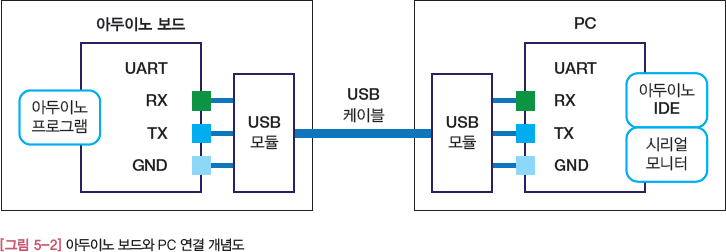 아두이노 보드
UART
RX
TX
GND
아두이노
프로그램
USB
모듈
USB
케이블
PC
USB
모듈
UART
RX
TX
GND
아두이노
IDE
시리얼
모니터
[그림 5-2] 아두이노 보드와 PC 연결 개념도